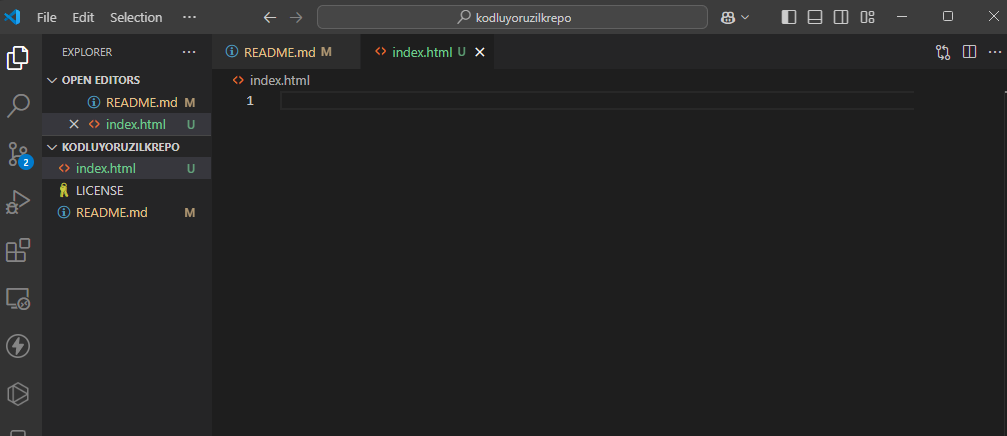 File Edit Selection ··· kodluyoruzilkrepo
EXPLORER ···
README.md M index.html U
OPEN EDITORS
README.md M
index.html U
KODLUYORUZILKREPO
index.html U
LICENSE
README.md M
index.html
1
2